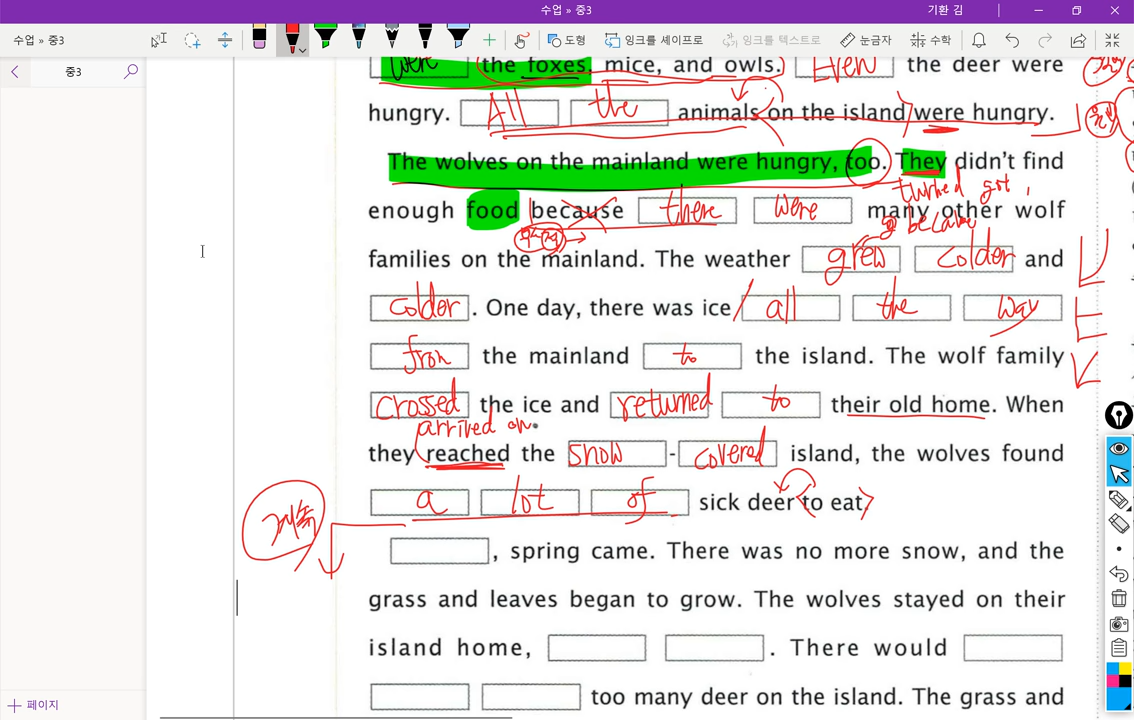 수업 » 중3
기환 김
수업 » 중3
도형
잉크를 셰이프로
잉크를 텍스트로
눈금자
수학
중3
were (the foxes, mice, and owls.) Even the deer were
hungry. All the animals on the island were hungry.
The wolves on the mainland were hungry, too. They didn't find
turned got,
enough food because there were many other wolf
became
families on the mainland. The weather grew colder and
colder. One day, there was ice / all the way
from the mainland to the island. The wolf family
crossed the ice and returned to their old home. When
arrived on
they reached the snow-covered island, the wolves found
a lot of sick deer to eat.
계속
, spring came. There was no more snow, and the
grass and leaves began to grow. The wolves stayed on their
island home, . There would
too many deer on the island. The grass and
페이지